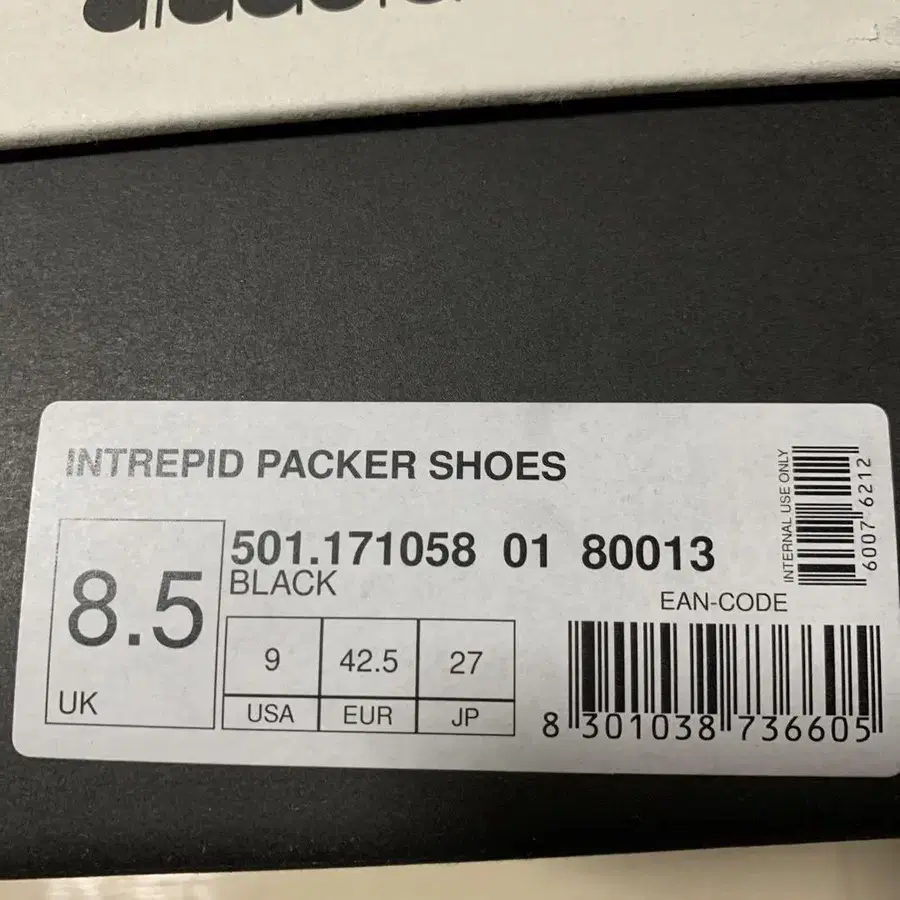 INTREPID PACKER SHOES
501.171058 01 80013
BLACK
8.5
UK
9 42.5 27
USA EUR JP
INTERNAL USE ONLY
6007 6212
EAN-CODE
8 301038 736605